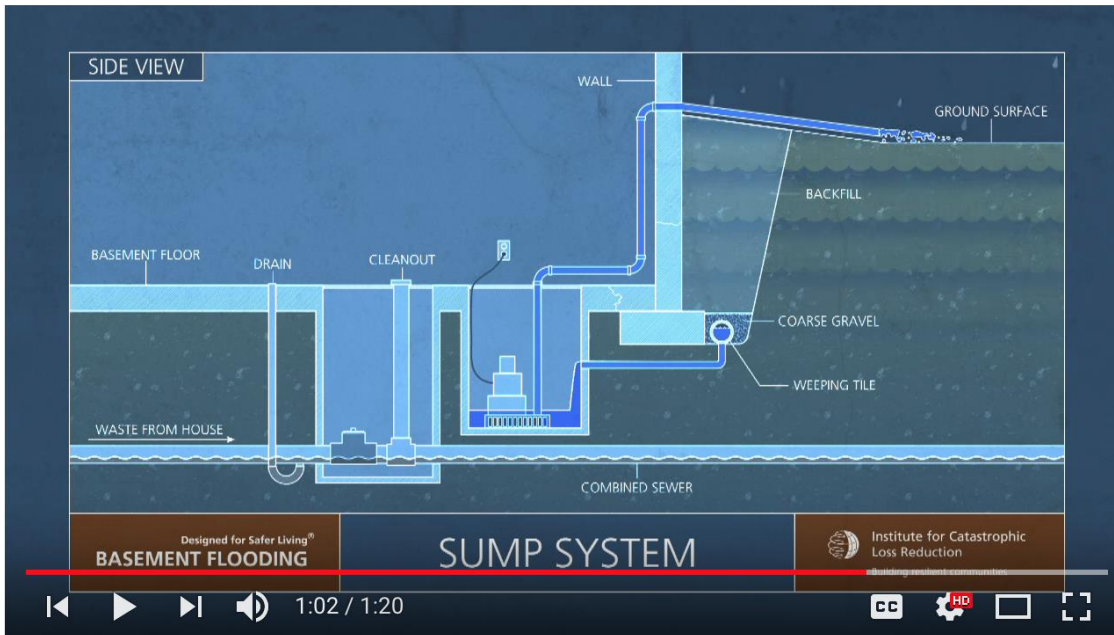 SIDE VIEW
WALL
GROUND SURFACE
BACKFILL
BASEMENT FLOOR
DRAIN
CLEANOUT
COARSE GRAVEL
WEEPING TILE
WASTE FROM HOUSE
COMBINED SEWER
Designed for Safer Living®
BASEMENT FLOODING
SUMP SYSTEM
Institute for Catastrophic
Loss Reduction
Building resilient communities
1:02 / 1:20
CC
HD